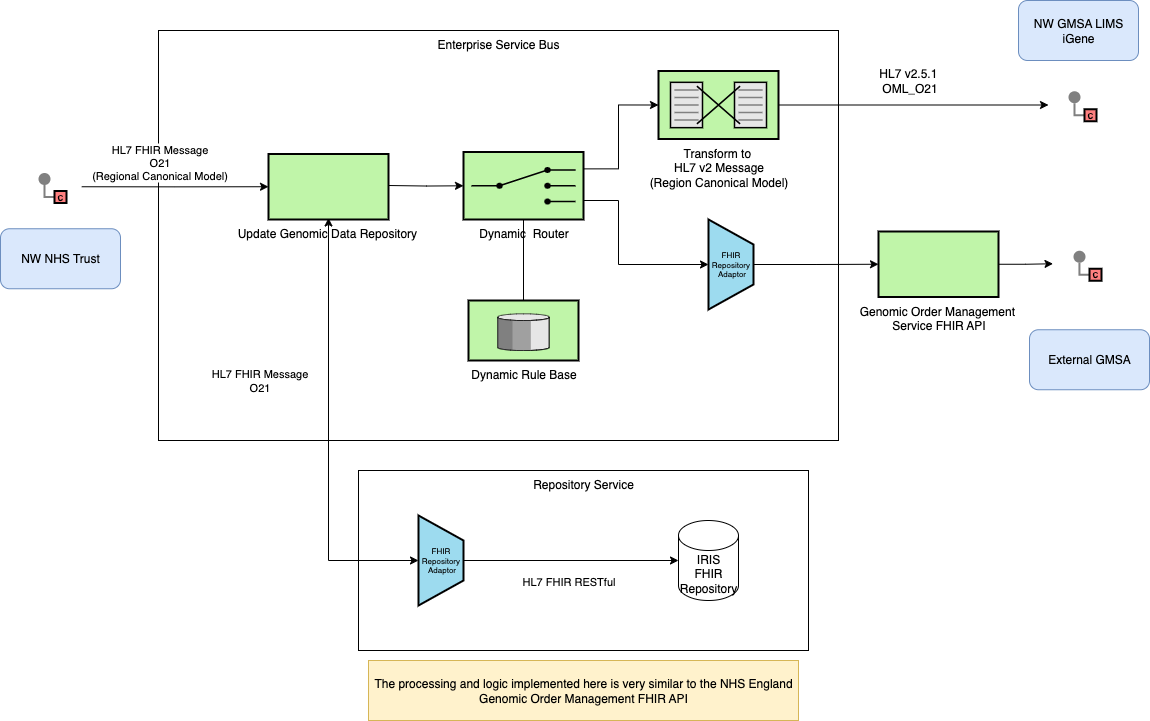 NW GMSA LIMS
iGene
Enterprise Service Bus
HL7 v2.5.1
OML_O21
C
HL7 FHIR Message
O21
(Regional Canonical Model)
Transform to
HL7 v2 Message
(Region Canonical Model)
C
Update Genomic Data Repository
Dynamic Router
NW NHS Trust
FHIR
Repository
Adaptor
C
Genomic Order Management
Service FHIR API
External GMSA
HL7 FHIR Message
O21
Dynamic Rule Base
Repository Service
FHIR
Repository
Adaptor
HL7 FHIR RESTful
IRIS
FHIR
Repository
The processing and logic implemented here is very similar to the NHS England
Genomic Order Management FHIR API